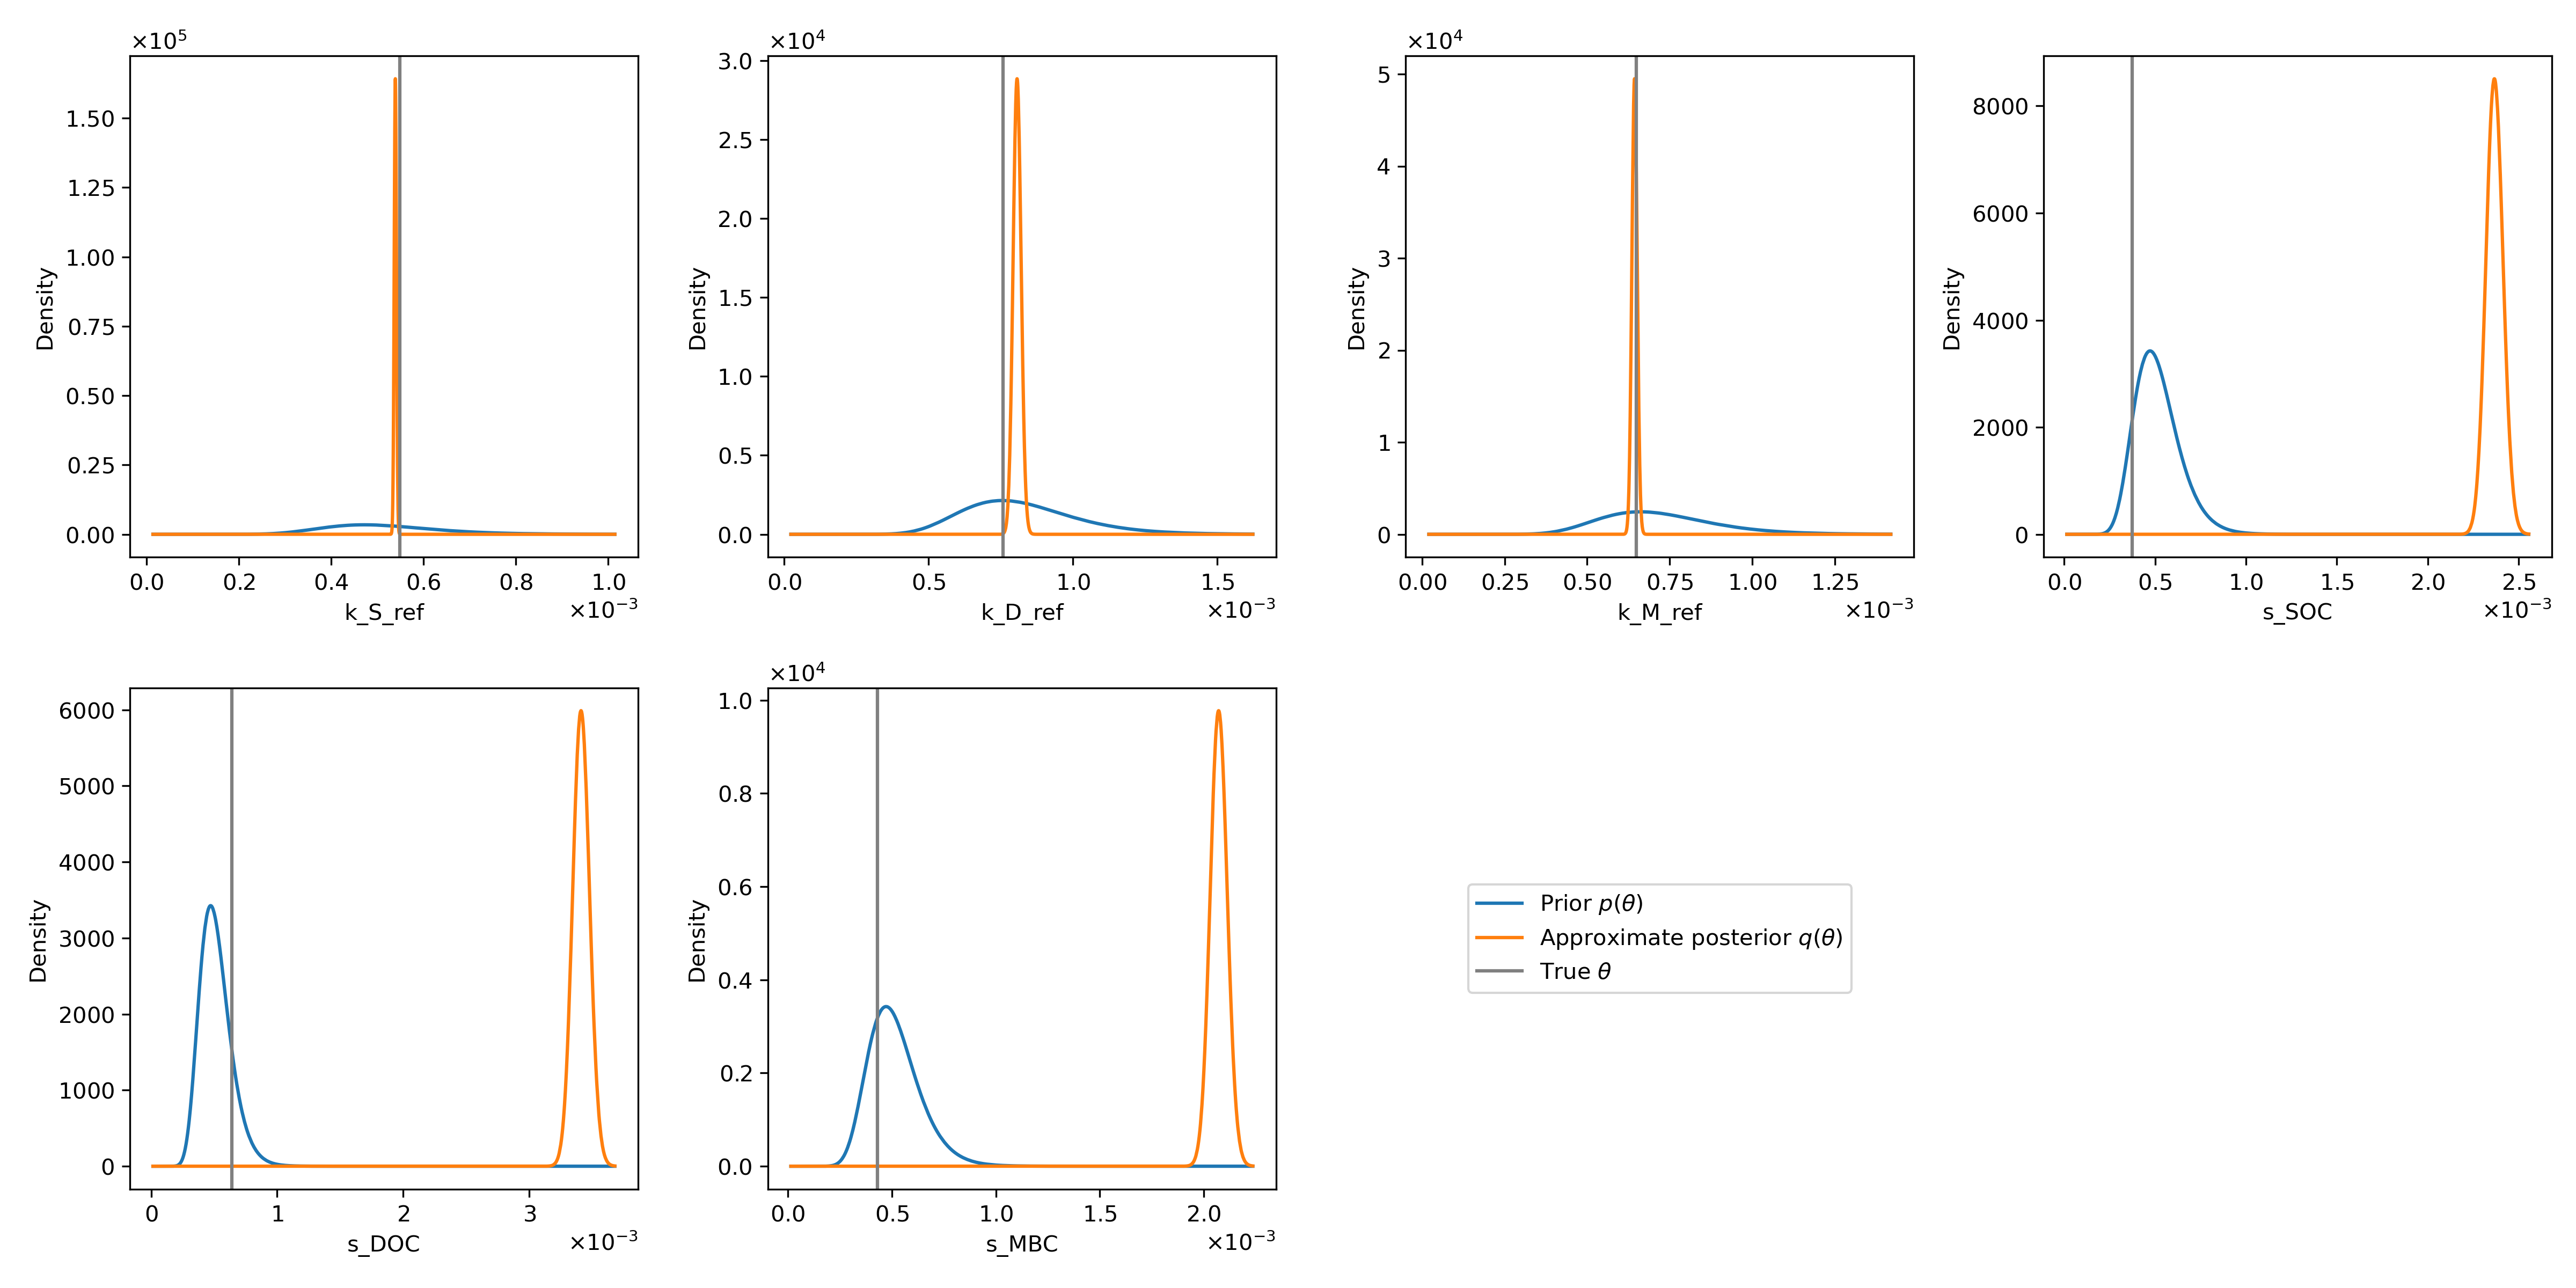 ×10⁵
Density
1.50
1.25
1.00
0.75
0.50
0.25
0.00
0.0 0.2 0.4 0.6 0.8 1.0
×10⁻³
k_S_ref
×10⁴
Density
3.0
2.5
2.0
1.5
1.0
0.5
0.0
0.0 0.5 1.0 1.5
×10⁻³
k_D_ref
×10⁴
Density
5
4
3
2
1
0
0.00 0.25 0.50 0.75 1.00 1.25
×10⁻³
k_M_ref
Density
8000
6000
4000
2000
0
0.0 0.5 1.0 1.5 2.0 2.5
×10⁻³
s_SOC
Density
6000
5000
4000
3000
2000
1000
0
0 1 2 3
×10⁻³
s_DOC
×10⁴
Density
1.0
0.8
0.6
0.4
0.2
0.0
0.0 0.5 1.0 1.5 2.0
×10⁻³
s_MBC
Prior p(θ)
Approximate posterior q(θ)
True θ